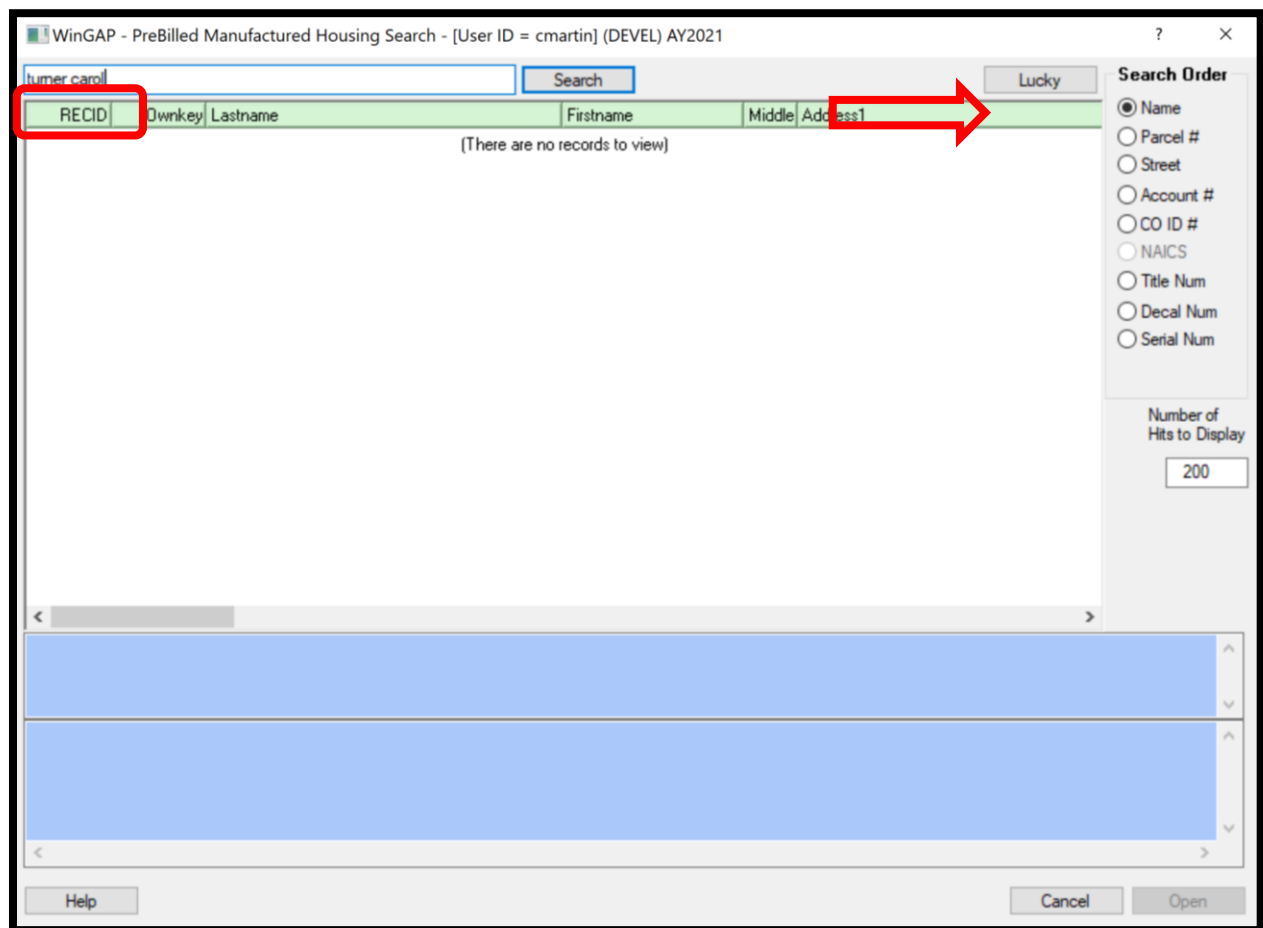 WinGAP - PreBilled Manufactured Housing Search - [User ID = cmartin] (DEVEL) AY2021 ? ×
turner carol Search Lucky Search Order
RECID Ownkey Lastname Firstname Middle Address1
(There are no records to view)
Name
Parcel #
Street
Account #
CO ID #
NAICS
Title Num
Decal Num
Serial Num
Number of
Hits to Display
200
Help Cancel Open